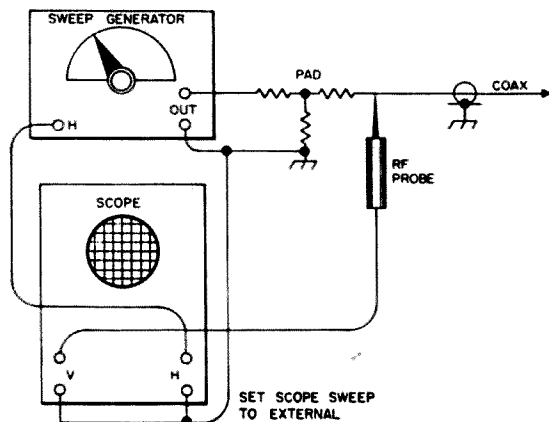 SWEEP GENERATOR
OUT
H
PAD
COAX
RF
PROBE
SCOPE
V
H
SET SCOPE SWEEP
TO EXTERNAL